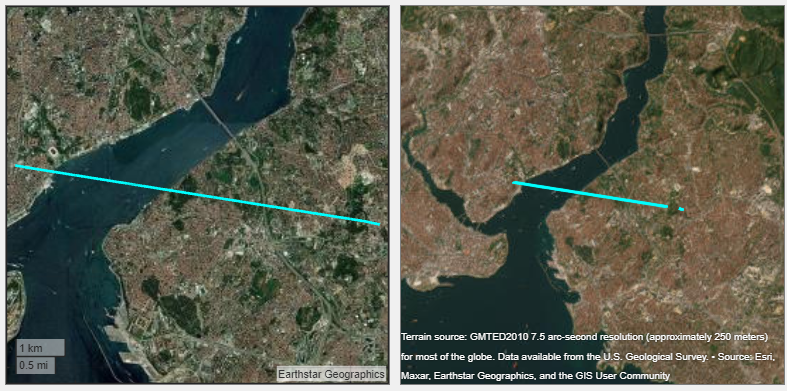 1 km
0.5 mi
Earthstar Geographics
Terrain source: GMTED2010 7.5 arc-second resolution (approximately 250 meters)
for most of the globe. Data available from the U.S. Geological Survey. • Source: Esri,
Maxar, Earthstar Geographics, and the GIS User Community